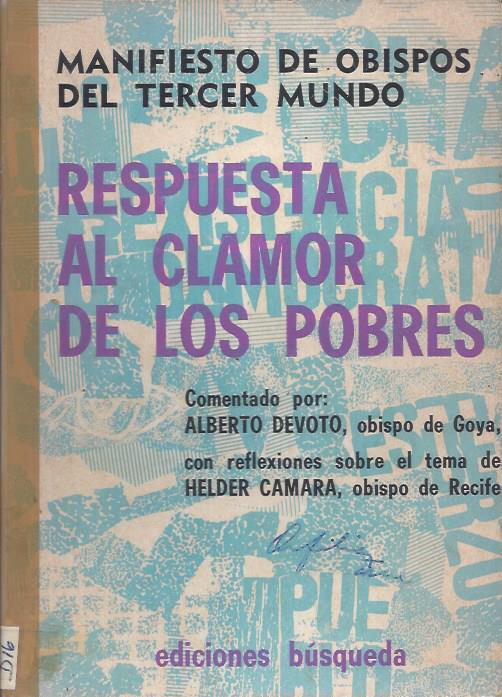 MANIFIESTO DE OBISPOS
DEL TERCER MUNDO
RESPUESTA
AL CLAMOR
DE LOS POBRES
Comentado por:
ALBERTO DEVOTO, obispo de Goya,
con reflexiones sobre el tema de
HELDER CAMARA, obispo de Recife
ediciones búsqueda
D16